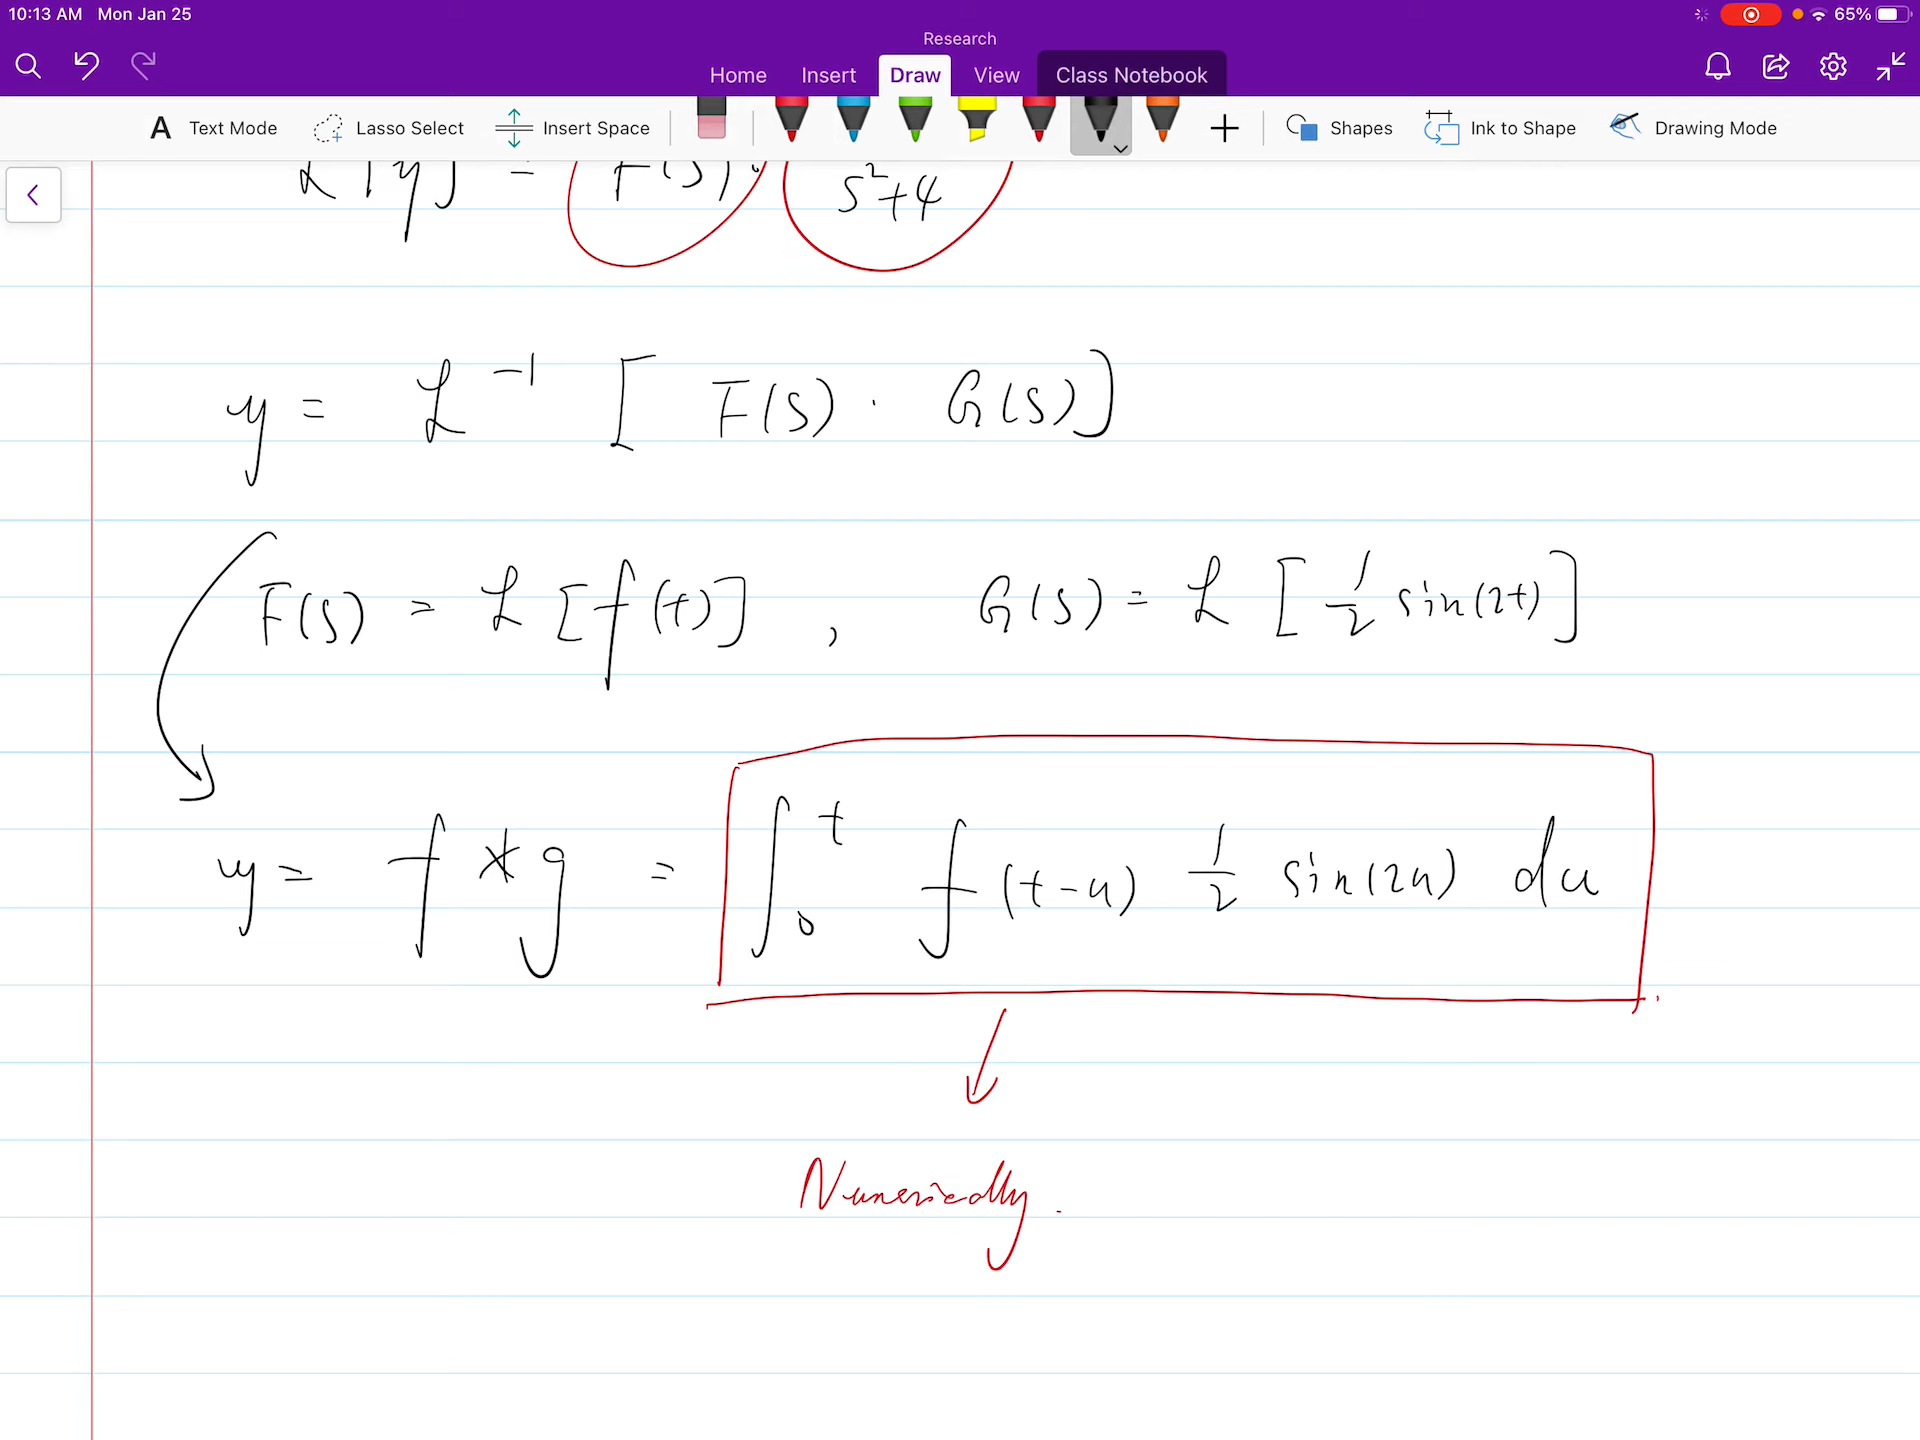 10:13 AM Mon Jan 25 65%
Research
Home Insert Draw View Class Notebook
A Text Mode Lasso Select Insert Space Shapes Ink to Shape Drawing Mode
ℒ[y] = F(s) · s²+4
y = ℒ⁻¹ [ F(s) · G(s) ]
F(s) = ℒ [f(t)] , G(s) = ℒ [ 1/2 sin(2t) ]
y = f * g = ∫₀ᵗ f(t-u) 1/2 sin(2u) du
Numerically.